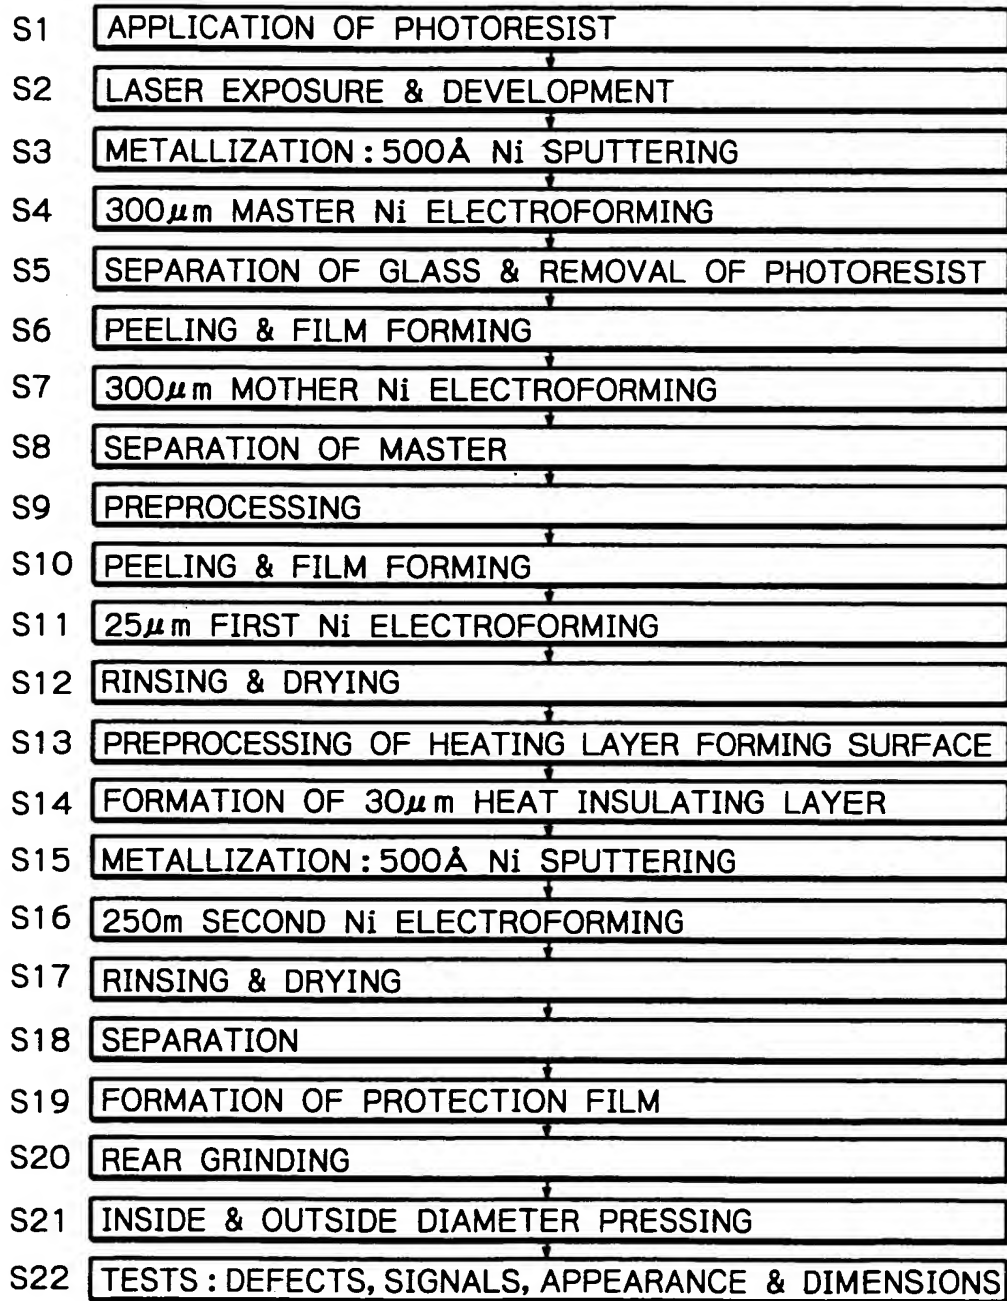 S1 APPLICATION OF PHOTORESIST
S2 LASER EXPOSURE & DEVELOPMENT
S3 METALLIZATION : 500Å Ni SPUTTERING
S4 300μm MASTER Ni ELECTROFORMING
S5 SEPARATION OF GLASS & REMOVAL OF PHOTORESIST
S6 PEELING & FILM FORMING
S7 300μm MOTHER Ni ELECTROFORMING
S8 SEPARATION OF MASTER
S9 PREPROCESSING
S10 PEELING & FILM FORMING
S11 25μm FIRST Ni ELECTROFORMING
S12 RINSING & DRYING
S13 PREPROCESSING OF HEATING LAYER FORMING SURFACE
S14 FORMATION OF 30μm HEAT INSULATING LAYER
S15 METALLIZATION : 500Å Ni SPUTTERING
S16 250m SECOND Ni ELECTROFORMING
S17 RINSING & DRYING
S18 SEPARATION
S19 FORMATION OF PROTECTION FILM
S20 REAR GRINDING
S21 INSIDE & OUTSIDE DIAMETER PRESSING
S22 TESTS : DEFECTS, SIGNALS, APPEARANCE & DIMENSIONS